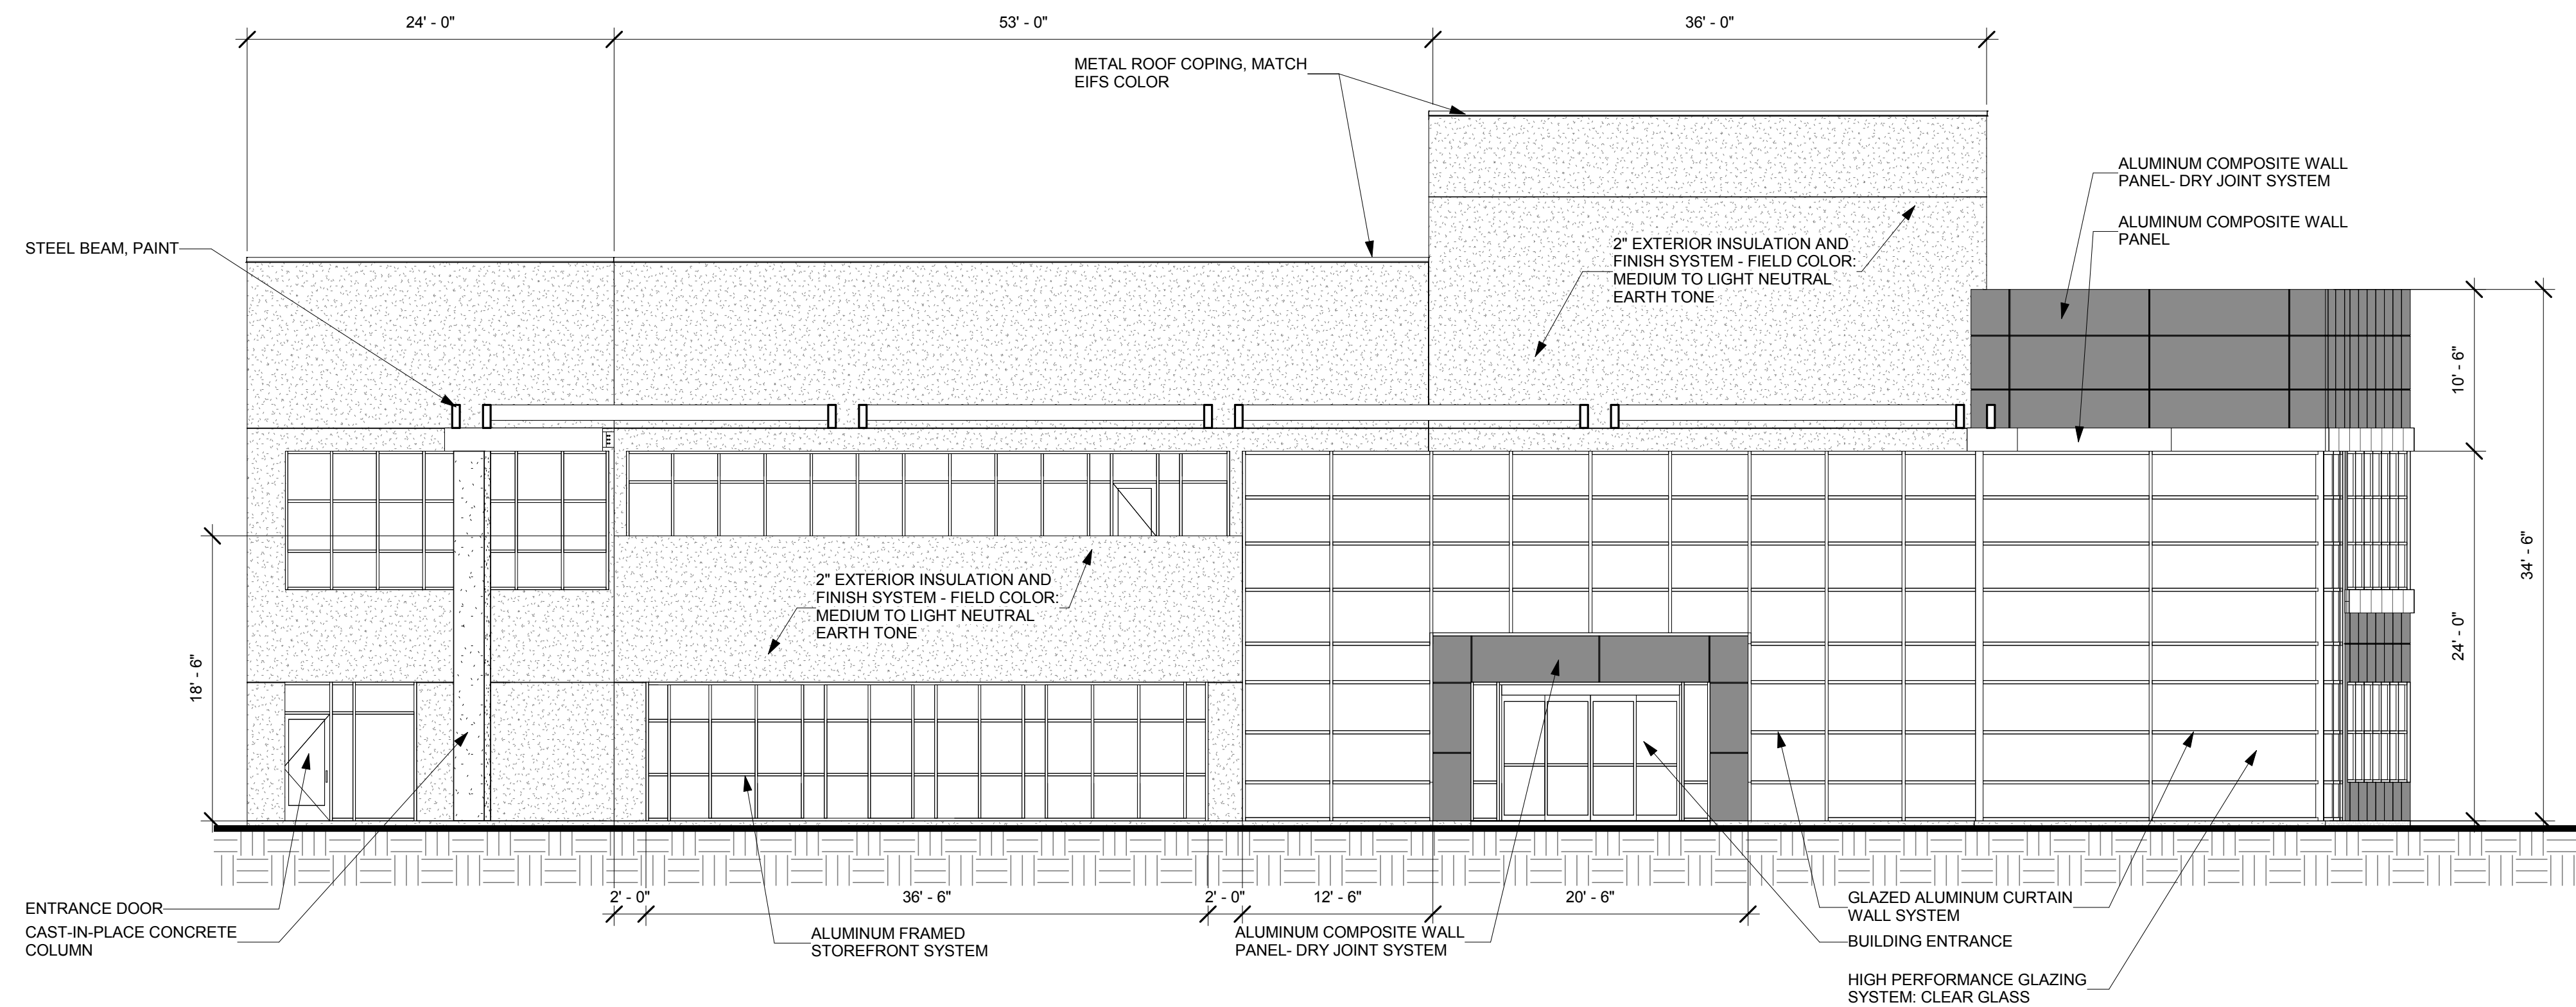 24' - 0"
53' - 0"
36' - 0"
METAL ROOF COPING, MATCH
EIFS COLOR
ALUMINUM COMPOSITE WALL
PANEL- DRY JOINT SYSTEM
ALUMINUM COMPOSITE WALL
PANEL
STEEL BEAM, PAINT
2" EXTERIOR INSULATION AND
FINISH SYSTEM - FIELD COLOR:
MEDIUM TO LIGHT NEUTRAL
EARTH TONE
10' - 6"
34' - 6"
24' - 0"
18' - 6"
2" EXTERIOR INSULATION AND
FINISH SYSTEM - FIELD COLOR:
MEDIUM TO LIGHT NEUTRAL
EARTH TONE
2' - 0"
36' - 6"
2' - 0"
12' - 6"
20' - 6"
ENTRANCE DOOR
CAST-IN-PLACE CONCRETE
COLUMN
ALUMINUM FRAMED
STOREFRONT SYSTEM
ALUMINUM COMPOSITE WALL
PANEL- DRY JOINT SYSTEM
GLAZED ALUMINUM CURTAIN
WALL SYSTEM
BUILDING ENTRANCE
HIGH PERFORMANCE GLAZING
SYSTEM: CLEAR GLASS